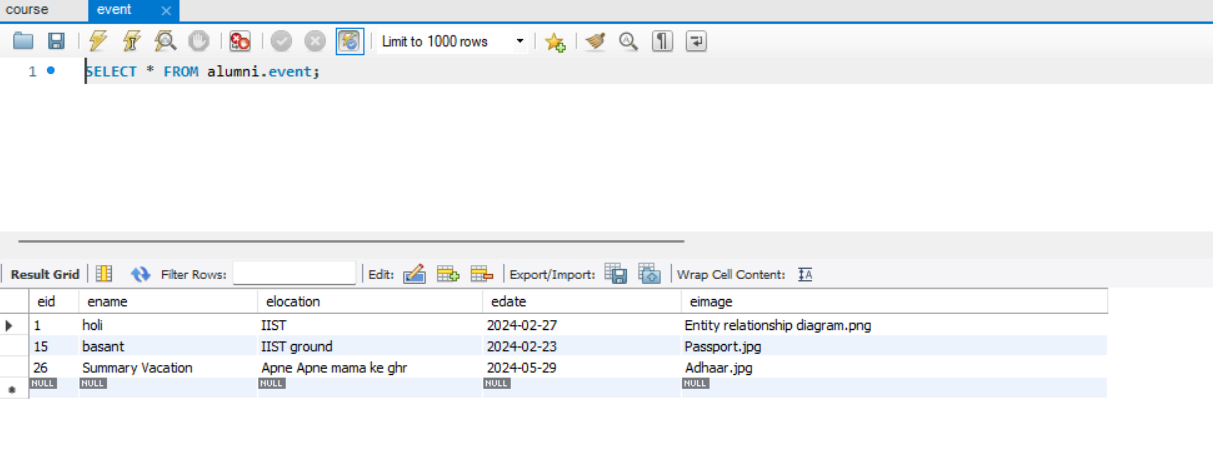 course event
Limit to 1000 rows
1 SELECT * FROM alumni.event;
Result Grid Filter Rows: Edit: Export/Import: Wrap Cell Content:
eid ename elocation edate eimage
1 holi IIST 2024-02-27 Entity relationship diagram.png
15 basant IIST ground 2024-02-23 Passport.jpg
26 Summary Vacation Apne Apne mama ke ghr 2024-05-29 Adhaar.jpg
NULL NULL NULL NULL NULL